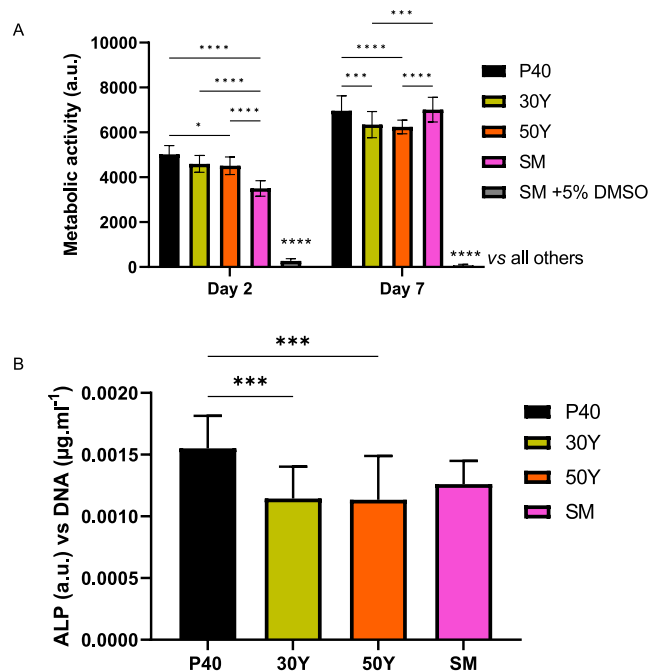 A
Metabolic activity (a.u.)
10000
8000
6000
4000
2000
0
****
****
****
*
****
***
****
***
****
****
****
vs all others
Day 2
Day 7
P40
30Y
50Y
SM
SM +5% DMSO
B
ALP (a.u.) vs DNA (µg.ml⁻¹)
0.0020
0.0015
0.0010
0.0005
0.0000
***
***
P40
30Y
50Y
SM
P40
30Y
50Y
SM